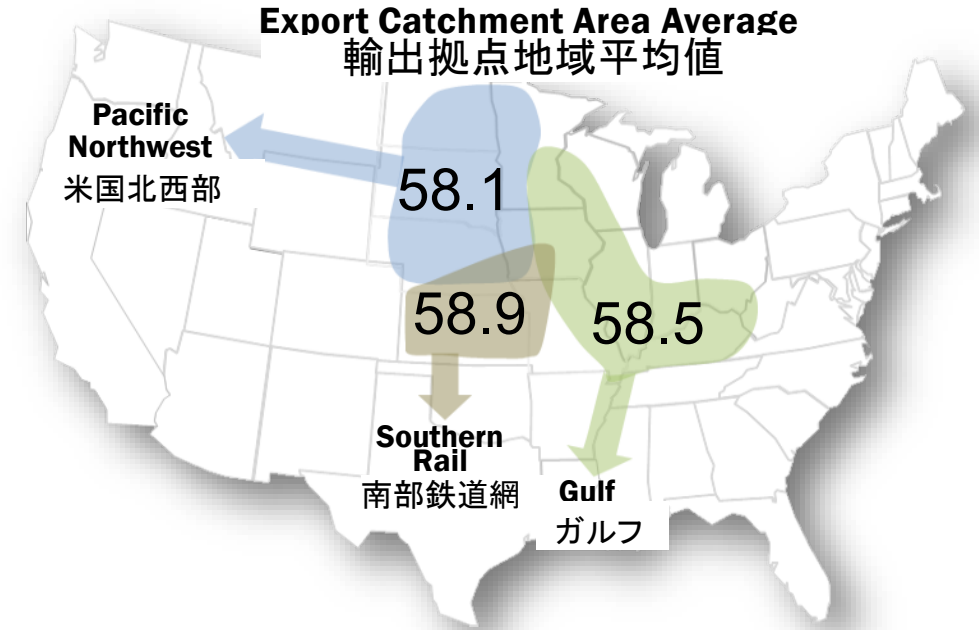 Export Catchment Area Average
輸出拠点地域平均値
Pacific
Northwest
米国北西部
58.1
58.9
58.5
Southern
Rail
南部鉄道網
Gulf
ガルフ